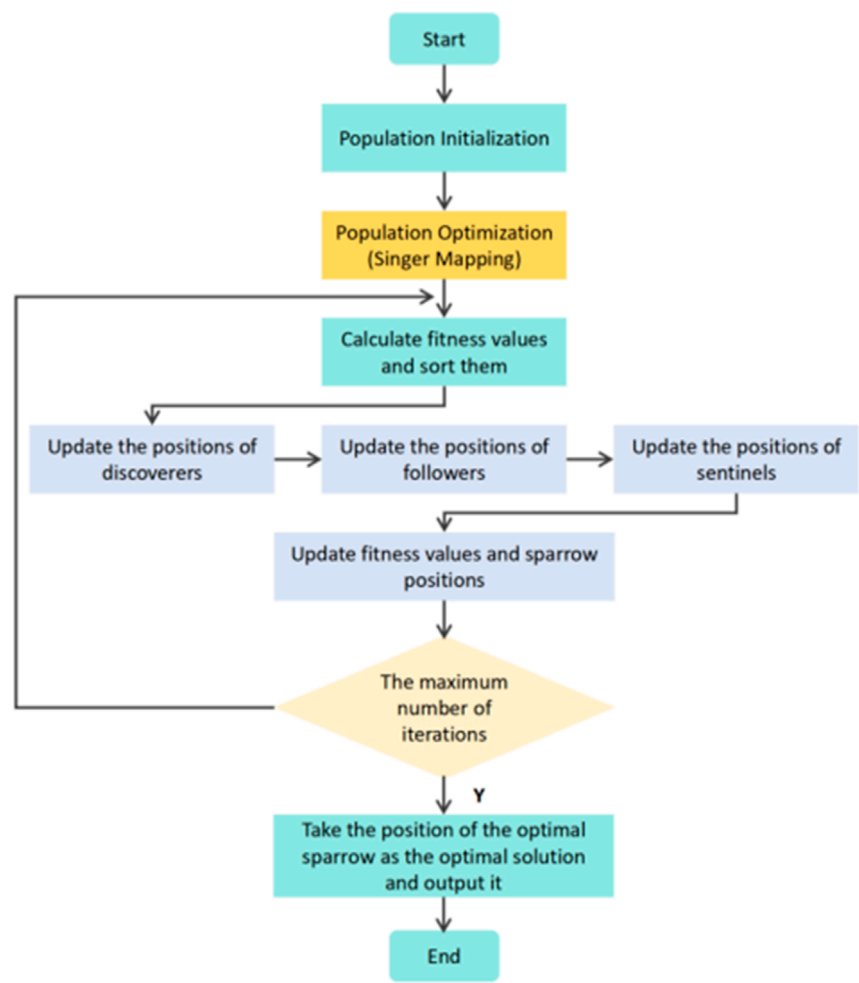 Start
Population Initialization
Population Optimization
(Singer Mapping)
Calculate fitness values
and sort them
Update the positions of
discoverers
Update the positions of
followers
Update the positions of
sentinels
Update fitness values and sparrow
positions
The maximum
number of
iterations
Y
Take the position of the optimal
sparrow as the optimal solution
and output it
End